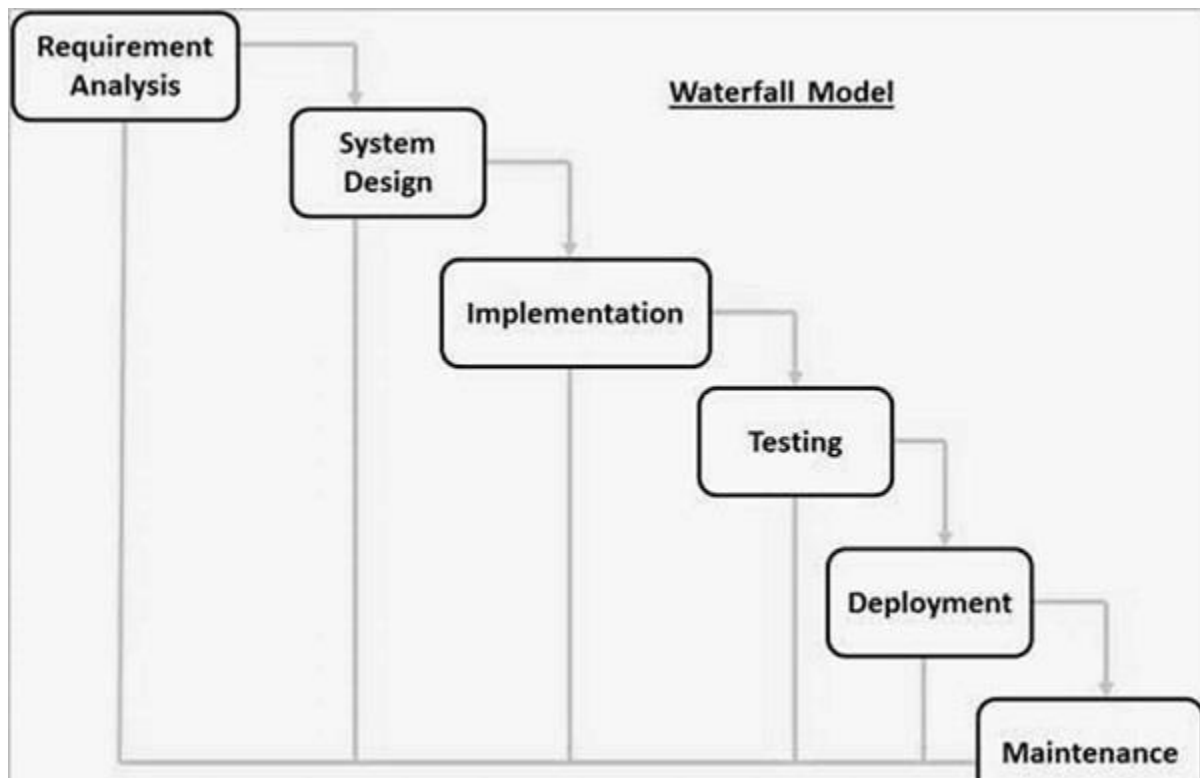 Requirement
Analysis
Waterfall Model
System
Design
Implementation
Testing
Deployment
Maintenance